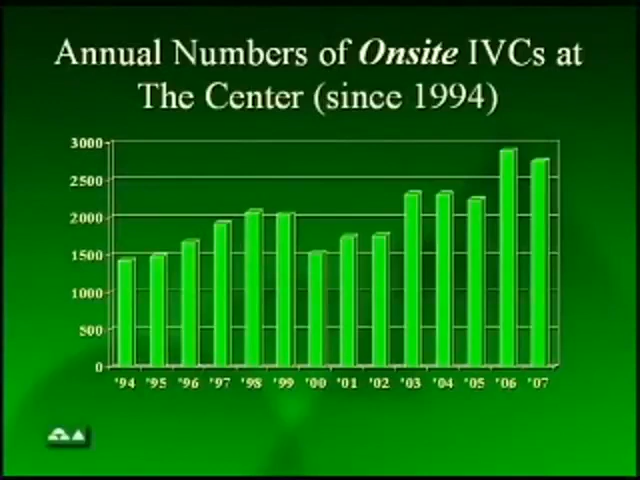 Annual Numbers of Onsite IVCs at
The Center (since 1994)
3000
2500
2000
1500
1000
500
0
'94 '95 '96 '97 '98 '99 '00 '01 '02 '03 '04 '05 '06 '07